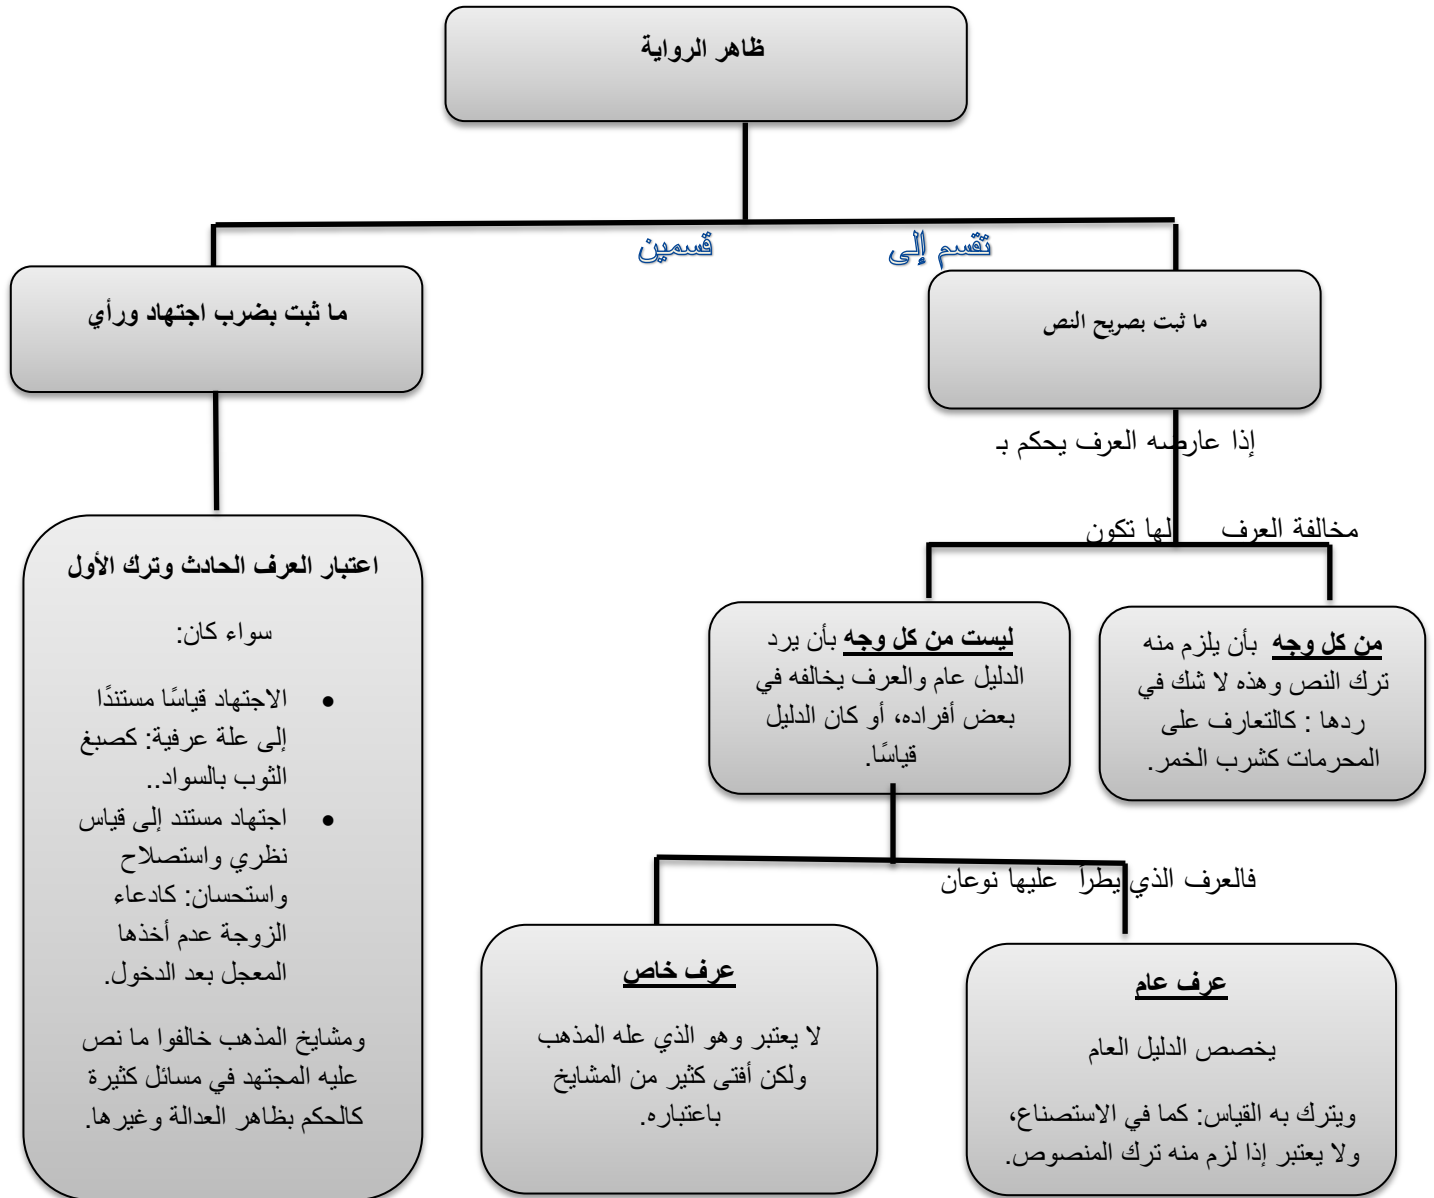 ظاهر الرواية
تقسم إلى قسمين
ما ثبت بصريح النص
إذا عارضه العرف يحكم بـ
مخالفة العرف لها تكون
من كل وجه بأن يلزم منه
ترك النص وهذه لا شك في
ردها : كالتعارف على
المحرمات كشرب الخمر.
ليست من كل وجه بأن يرد
الدليل عام والعرف يخالفه في
بعض أفراده، أو كان الدليل
قياسًا.
فالعرف الذي يطرأ عليها نوعان
عرف عام
يخصص الدليل العام
ويترك به القياس: كما في الاستصناع،
ولا يعتبر إذا لزم منه ترك المنصوص.
عرف خاص
لا يعتبر وهو الذي عله المذهب
ولكن أفتى كثير من المشايخ
باعتباره.
ما ثبت بضرب اجتهاد ورأي
اعتبار العرف الحادث وترك الأول
سواء كان:
• الاجتهاد قياسًا مستندًا
إلى علة عرفية: كصبغ
الثوب بالسواد..
• اجتهاد مستند إلى قياس
نظري واستصلاح
واستحسان: كادعاء
الزوجة عدم أخذها
المعجل بعد الدخول.
ومشايخ المذهب خالفوا ما نص
عليه المجتهد في مسائل كثيرة
كالحكم بظاهر العدالة وغيرها.